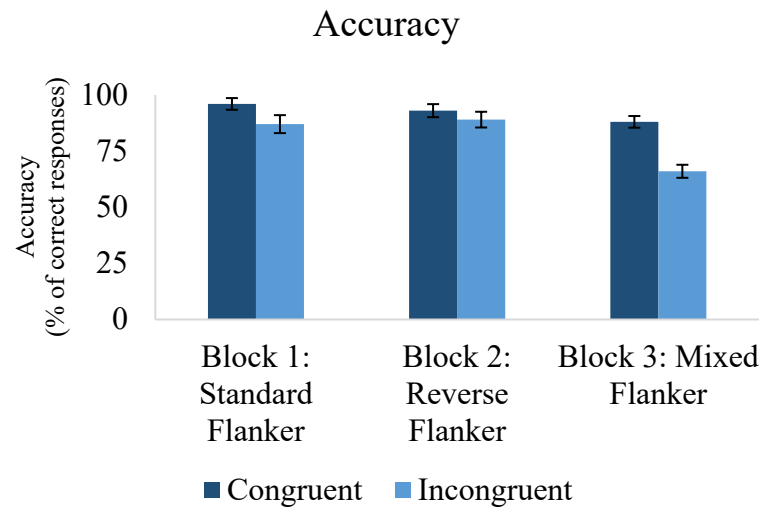 Accuracy
Accuracy
(% of correct responses)
100
75
50
25
0
Block 1:
Standard
Flanker
Block 2:
Reverse
Flanker
Block 3: Mixed
Flanker
Congruent
Incongruent